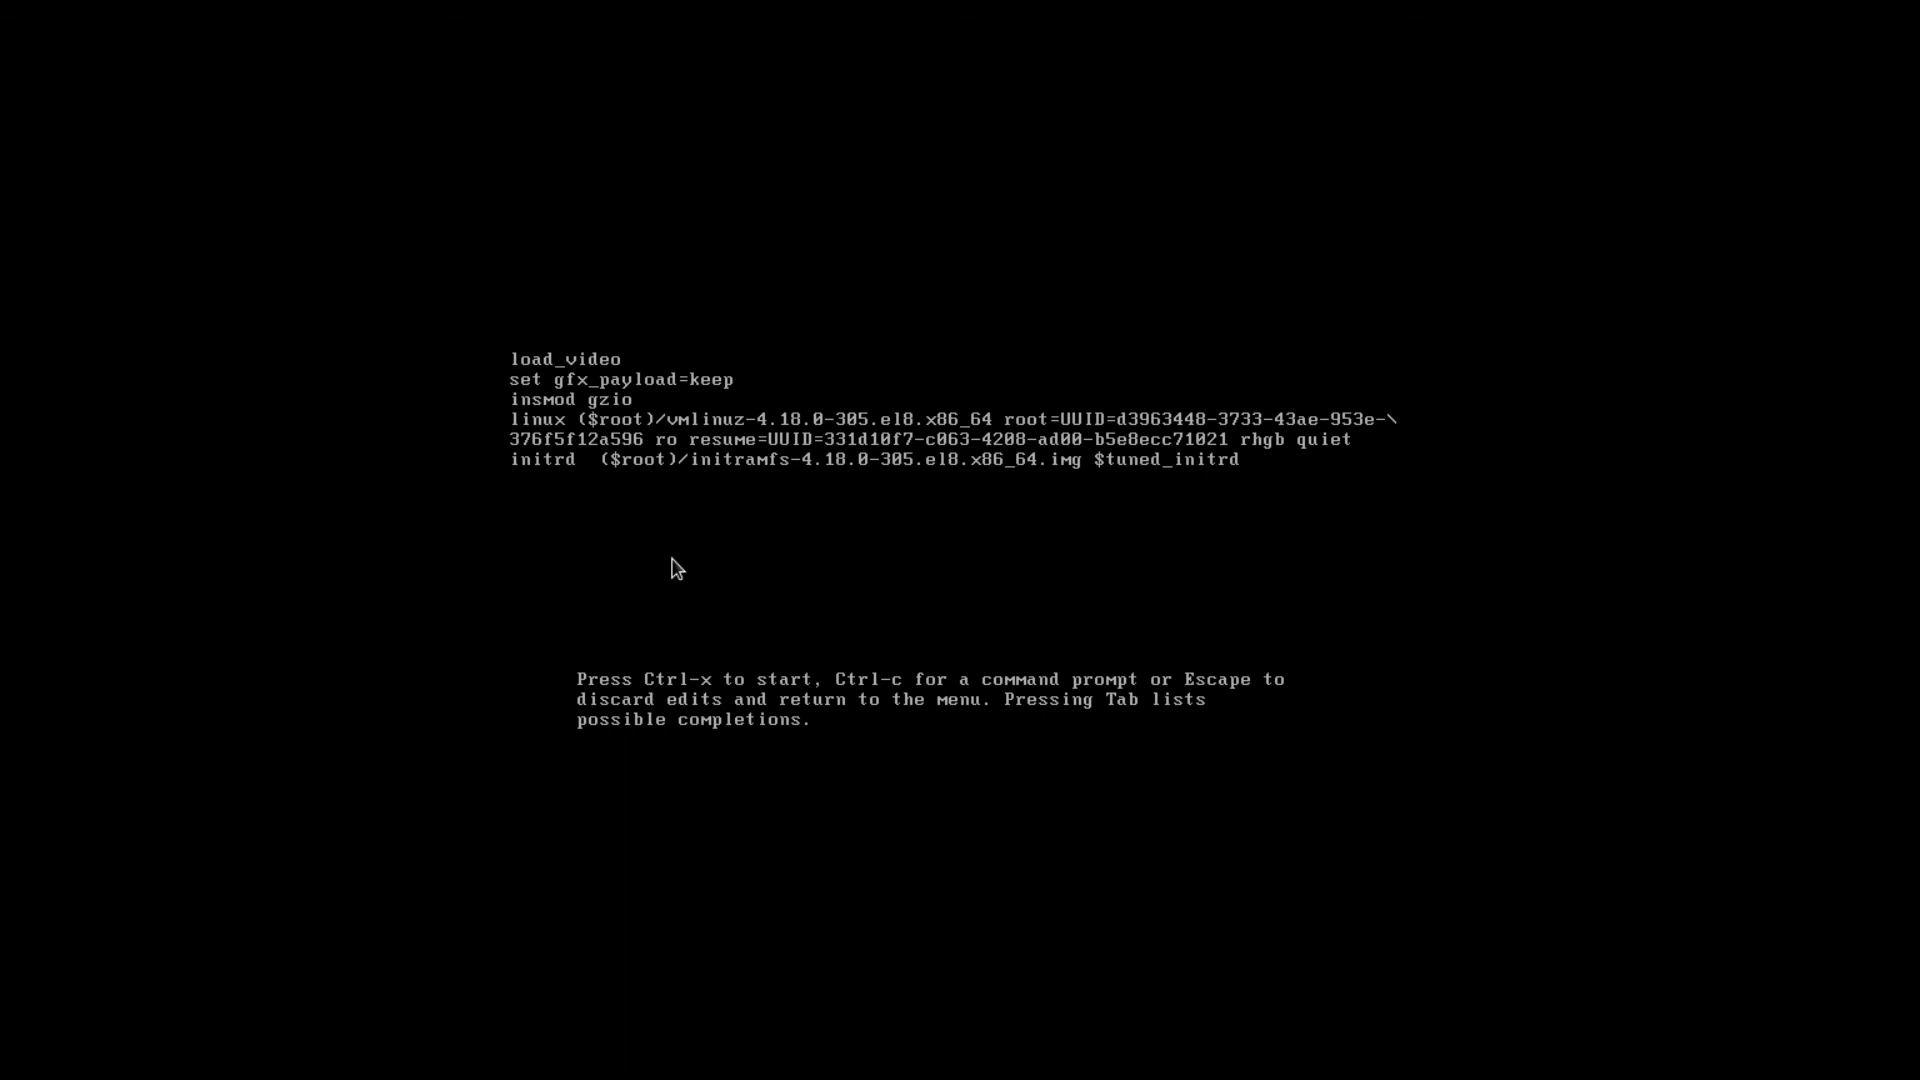 load_video
set gfx_payload=keep
insmod gzio
linux ($root)/vmlinuz-4.18.0-305.el8.x86_64 root=UUID=d3963448-3733-43ae-953e-\
376f5f12a596 ro resume=UUID=331d10f7-c063-4208-ad00-b5e8ecc71021 rhgb quiet
initrd  ($root)/initramfs-4.18.0-305.el8.x86_64.img $tuned_initrd
Press Ctrl-x to start, Ctrl-c for a command prompt or Escape to
discard edits and return to the menu. Pressing Tab lists
possible completions.